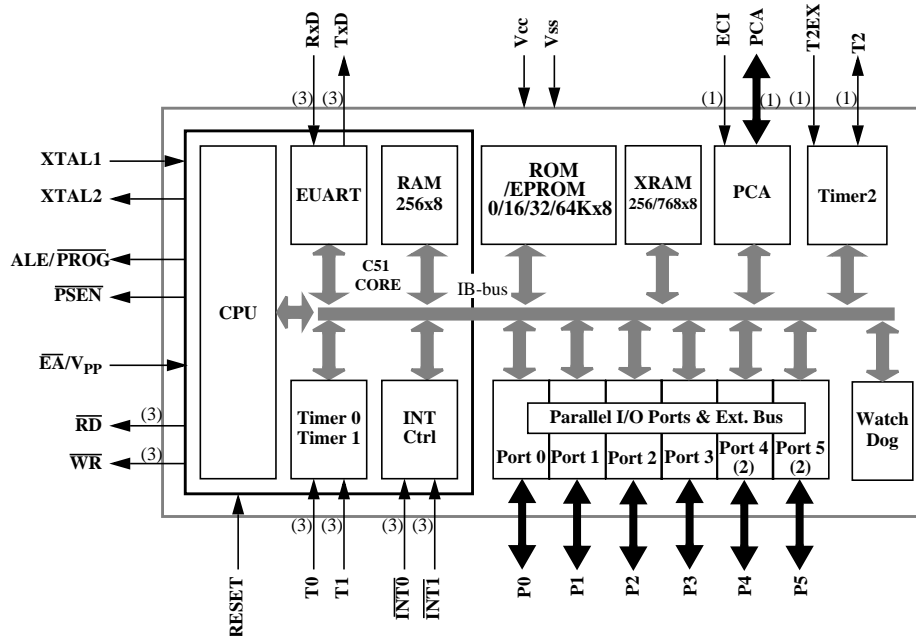 RxD
TxD
Vcc
Vss
ECI
PCA
T2EX
T2
(3) (3)
(1) (1) (1) (1)
XTAL1
XTAL2
ALE/PROG
PSEN
EA/VPP
RD
(3)
WR
(3)
CPU
EUART
RAM
256x8
ROM
/EPROM
0/16/32/64Kx8
XRAM
256/768x8
PCA
Timer2
C51
CORE
IB-bus
Timer 0
Timer 1
INT
Ctrl
Parallel I/O Ports & Ext. Bus
Port 0
Port 1
Port 2
Port 3
Port 4
(2)
Port 5
(2)
Watch
Dog
(3) (3) (3) (3)
RESET
T0
T1
INT0
INT1
P0
P1
P2
P3
P4
P5